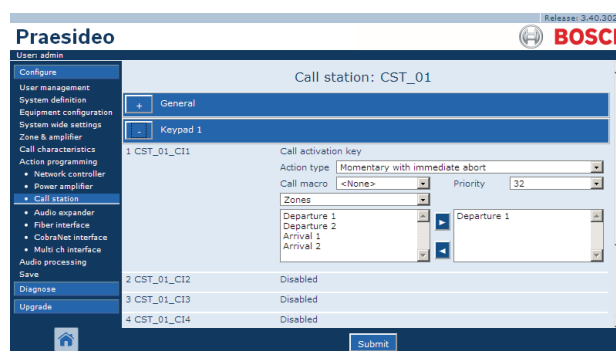 Release: 3.40.302
Praesideo
BOSCH
User: admin
Configure
User management
System definition
Equipment configuration
System wide settings
Zone & amplifier
Call characteristics
Action programming
• Network controller
• Power amplifier
• Call station
• Audio expander
• Fiber interface
• CobraNet interface
• Multi ch interface
Audio processing
Save
Diagnose
Upgrade
Call station: CST_01
+ General
- Keypad 1
1 CST_01_CI1 Call activation key
Action type Momentary with immediate abort
Call macro <None> Priority 32
Zones
Departure 1
Departure 2
Arrival 1
Arrival 2
Departure 1
2 CST_01_CI2 Disabled
3 CST_01_CI3 Disabled
4 CST_01_CI4 Disabled
Submit